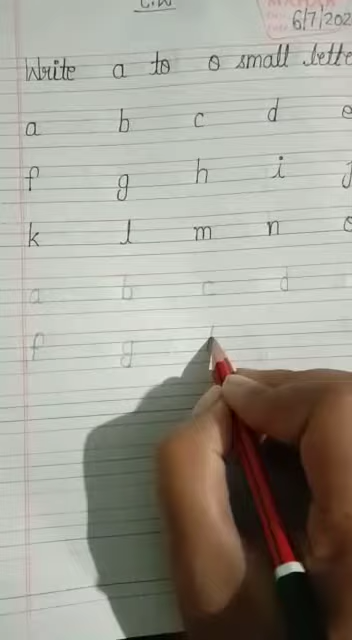 C.W
6/7/202
Write a to o small lette
a b c d e
f g h i j
k l m n o
a b c d
f g